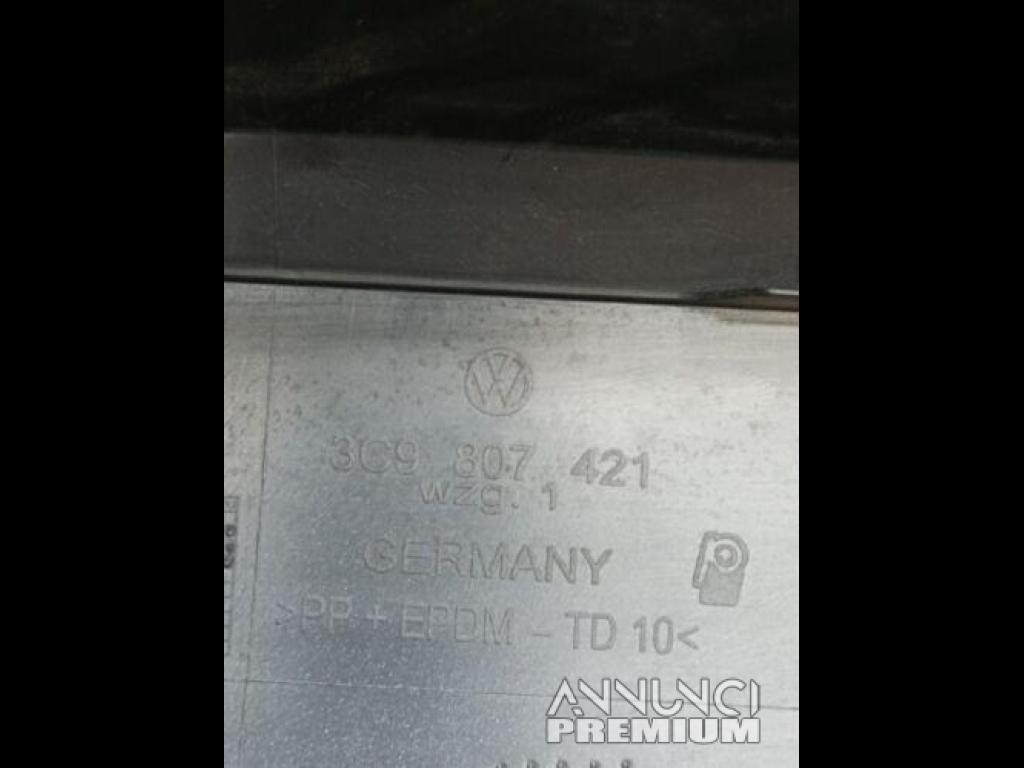 3C9 807 421
wzg. 1
GERMANY
>PP + EPDM - TD 10<
ANNUNCI
PREMIUM